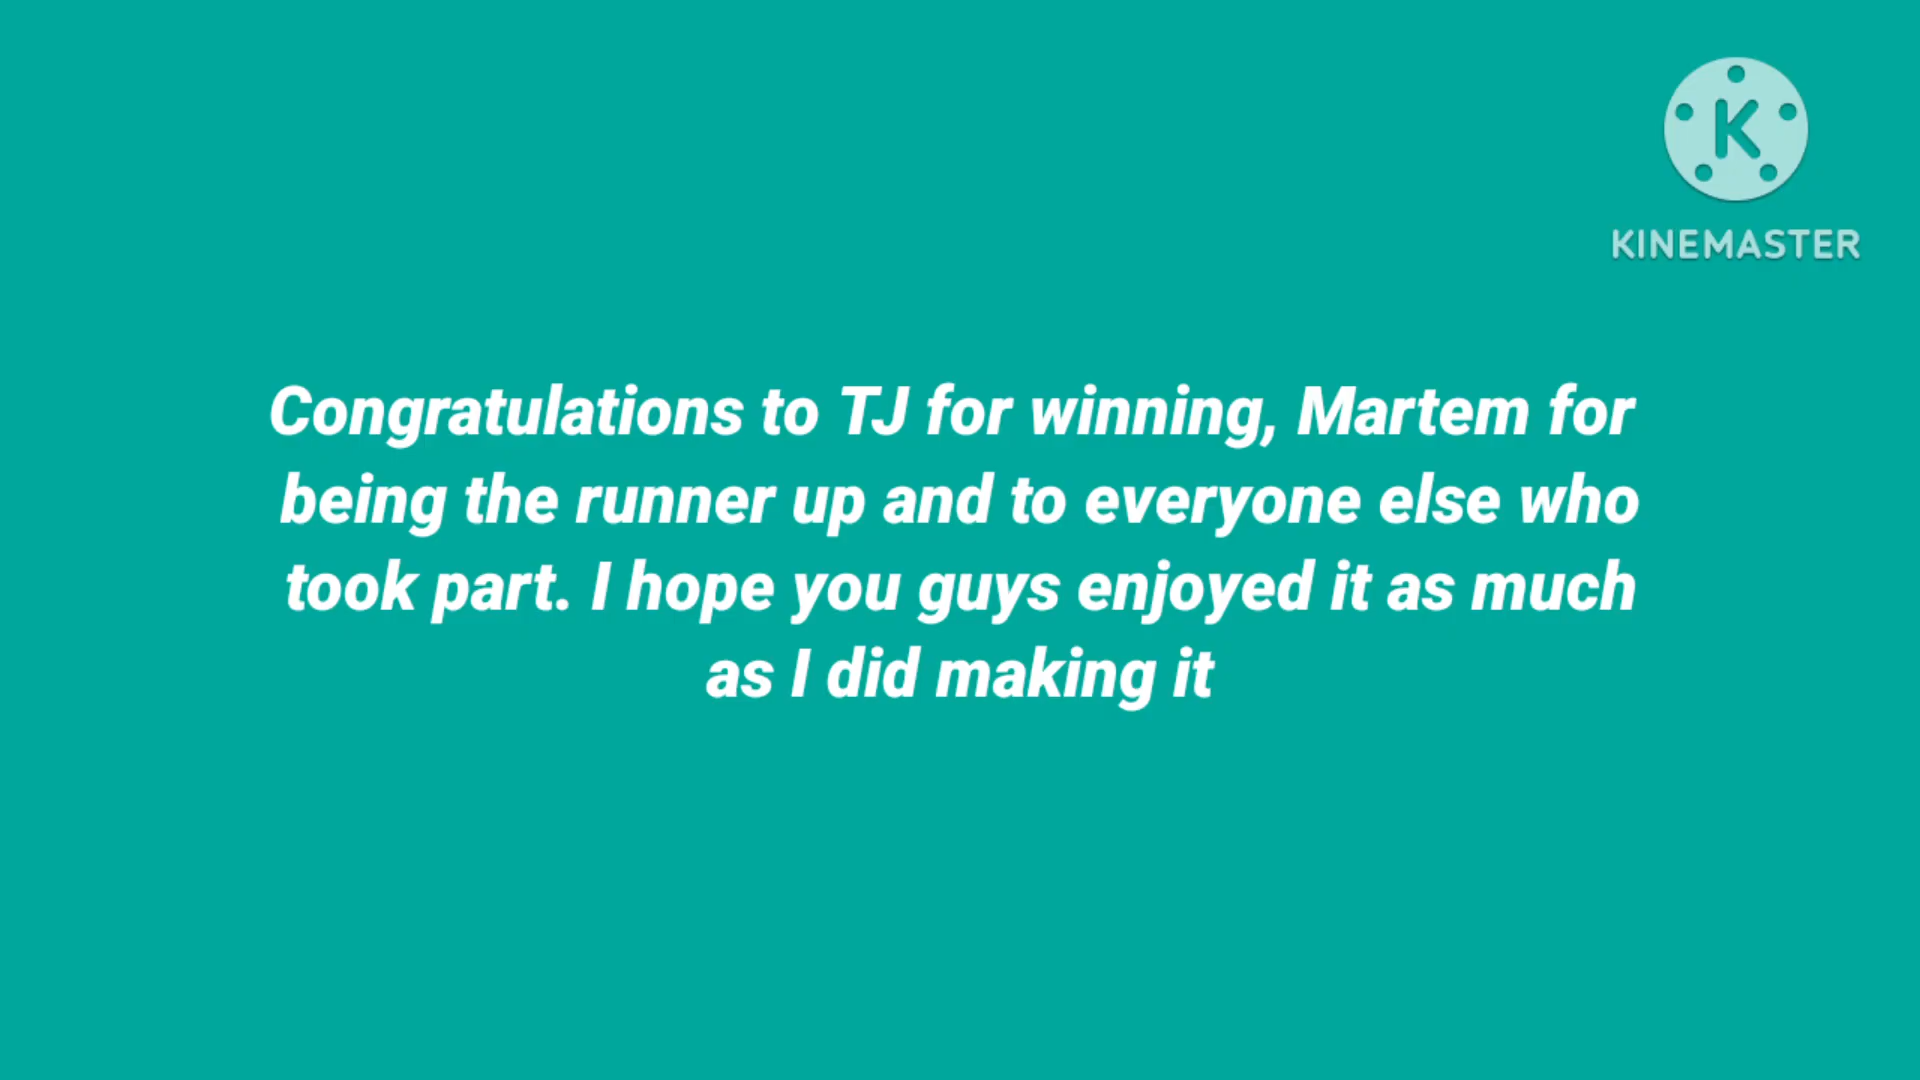 K
KINEMASTER
Congratulations to TJ for winning, Martem for
being the runner up and to everyone else who
took part. I hope you guys enjoyed it as much
as I did making it